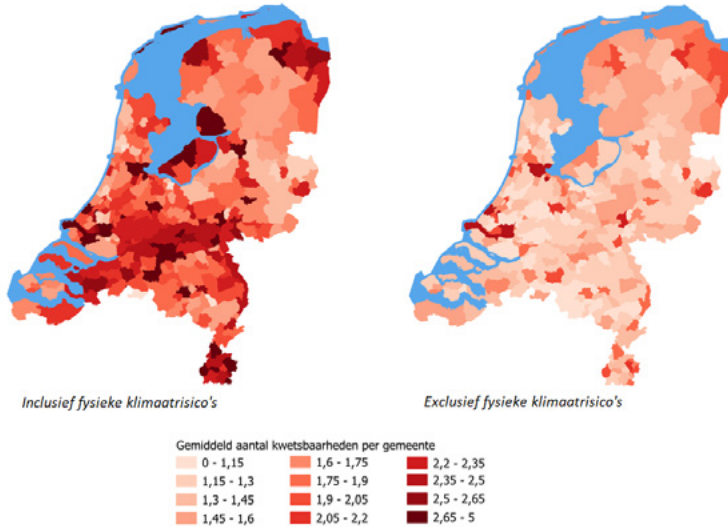 Inclusief fysieke klimaatrisico's
Exclusief fysieke klimaatrisico's
Gemiddeld aantal kwetsbaarheden per gemeente
0 - 1,15
1,15 - 1,3
1,3 - 1,45
1,45 - 1,6
1,6 - 1,75
1,75 - 1,9
1,9 - 2,05
2,05 - 2,2
2,2 - 2,35
2,35 - 2,5
2,5 - 2,65
2,65 - 5